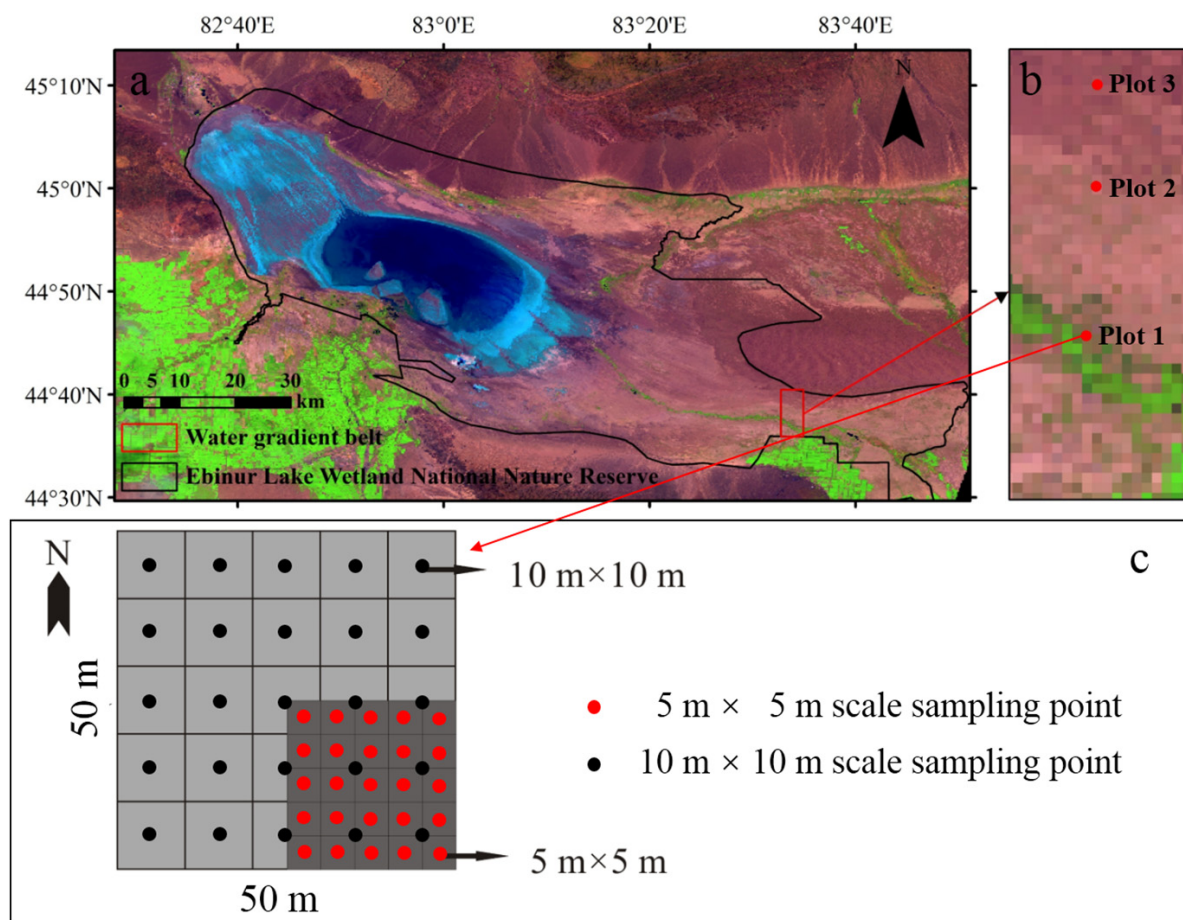 82°40'E 83°0'E 83°20'E 83°40'E
a
N
b
Plot 3
45°10'N
Plot 2
45°0'N
44°50'N
Plot 1
44°40'N
0 5 10 20 30
km
Water gradient belt
Ebinur Lake Wetland National Nature Reserve
44°30'N
c
N
10 m×10 m
50 m
5 m × 5 m scale sampling point
10 m × 10 m scale sampling point
5 m×5 m
50 m